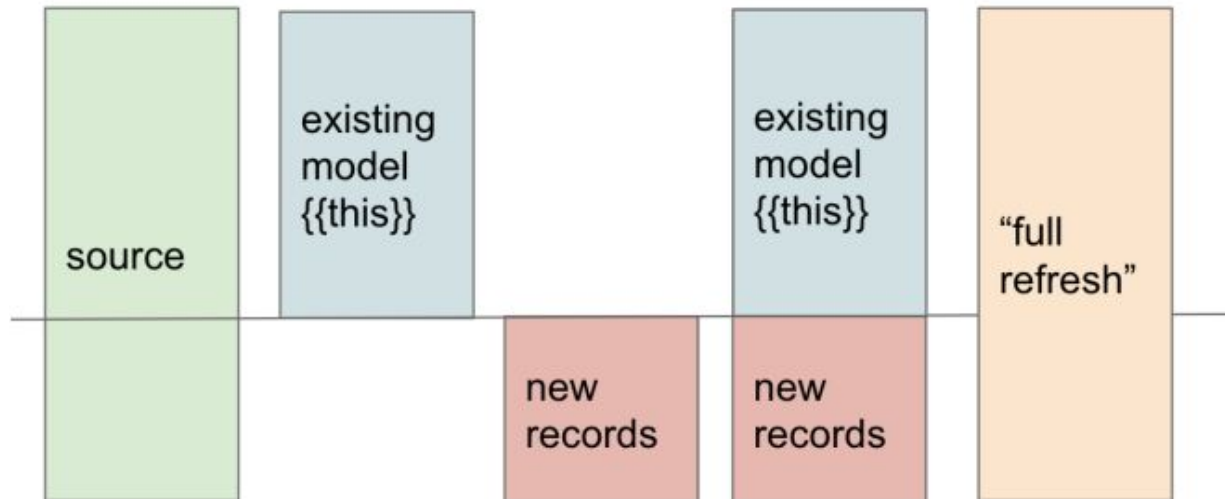 source
existing
model
{{this}}
new
records
existing
model
{{this}}
new
records
“full
refresh”